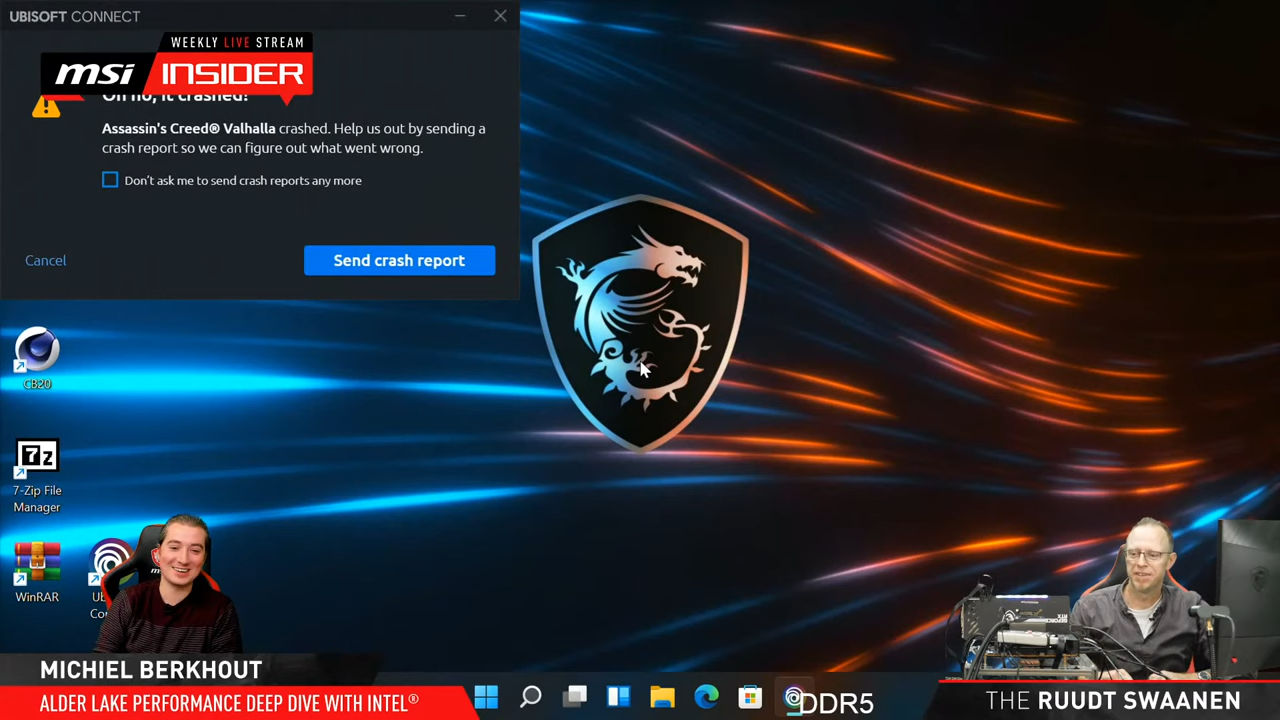 UBISOFT CONNECT
WEEKLY LIVE STREAM
msi INSIDER
Oh no, it crashed!
Assassin's Creed® Valhalla crashed. Help us out by sending a
crash report so we can figure out what went wrong.
Don't ask me to send crash reports any more
Cancel
Send crash report
CB20
7z
7-Zip File
Manager
WinRAR
MICHIEL BERKHOUT
ALDER LAKE PERFORMANCE DEEP DIVE WITH INTEL®
DDR5
THE RUUDT SWAANEN